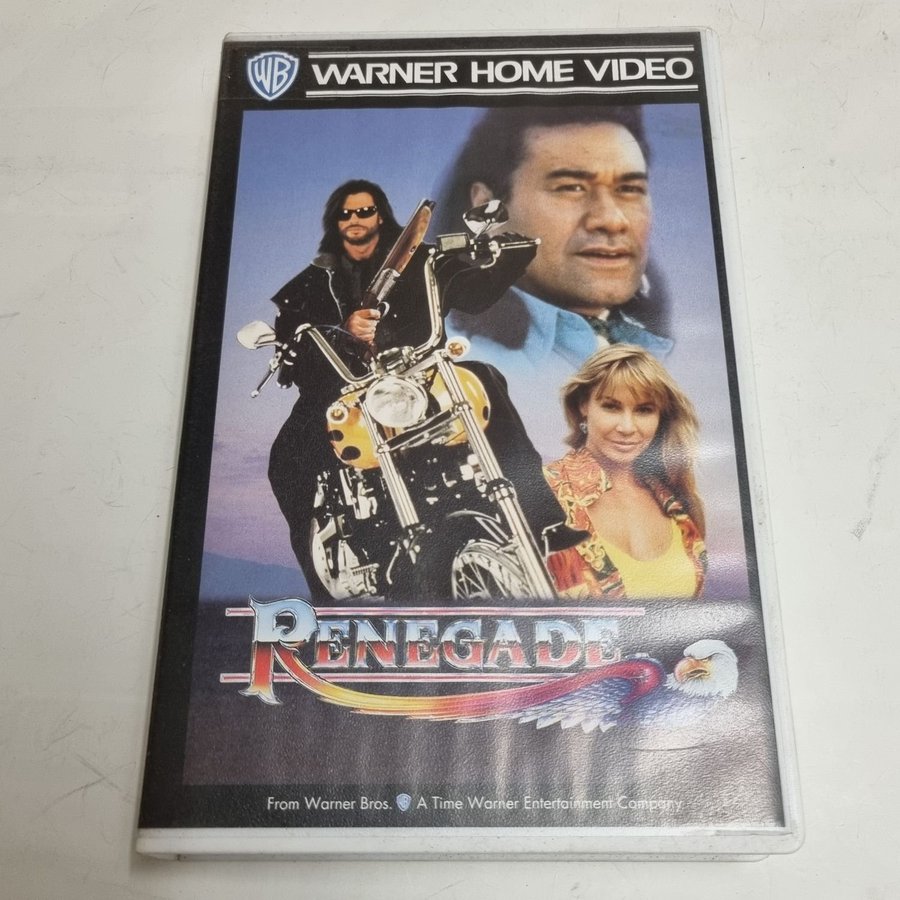 WB WARNER HOME VIDEO
RENEGADE
From Warner Bros. A Time Warner Entertainment Company